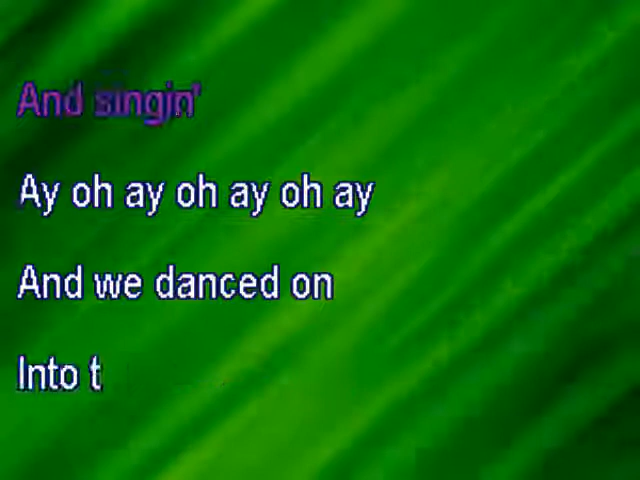 And singin'
Ay oh ay oh ay oh ay
And we danced on
Into t